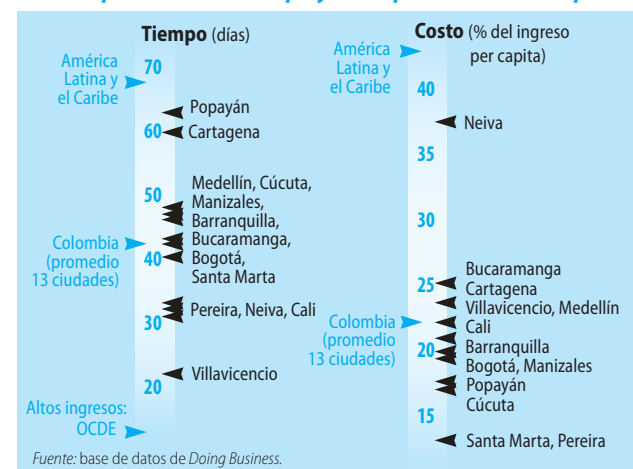 Tiempo (días)
América
Latina y
el Caribe
70
60
50
40
30
20
Popayán
Cartagena
Medellín, Cúcuta,
Manizales,
Barranquilla,
Bucaramanga,
Bogotá,
Santa Marta
Colombia
(promedio
13 ciudades)
Pereira, Neiva, Cali
Villavicencio
Altos ingresos:
OCDE
Costo (% del ingreso
per capita)
América
Latina y
el Caribe
40
35
30
25
20
15
Neiva
Bucaramanga
Cartagena
Villavicencio, Medellín
Cali
Barranquilla
Bogotá, Manizales
Popayán
Cúcuta
Colombia
(promedio
13 ciudades)
Santa Marta, Pereira
Fuente: base de datos de Doing Business.